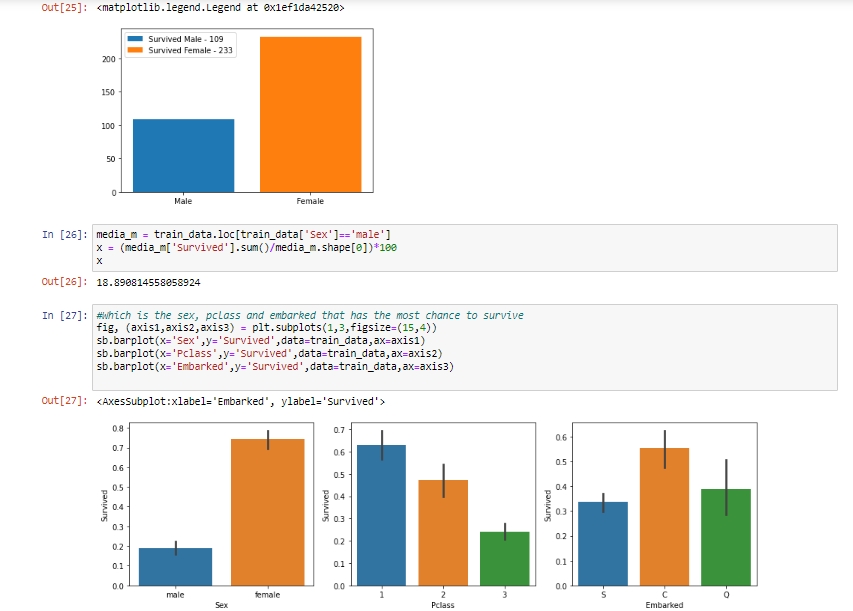 Out[25]: <matplotlib.legend.Legend at 0x1ef1da42520>
Survived Male - 109
Survived Female - 233
200
150
100
50
0
Male Female
In [26]: media_m = train_data.loc[train_data['Sex']=='male']
x = (media_m['Survived'].sum()/media_m.shape[0])*100
x
Out[26]: 18.890814558058924
In [27]: #Which is the sex, pclass and embarked that has the most chance to survive
fig, (axis1,axis2,axis3) = plt.subplots(1,3,figsize=(15,4))
sb.barplot(x='Sex',y='Survived',data=train_data,ax=axis1)
sb.barplot(x='Pclass',y='Survived',data=train_data,ax=axis2)
sb.barplot(x='Embarked',y='Survived',data=train_data,ax=axis3)
Out[27]: <AxesSubplot:xlabel='Embarked', ylabel='Survived'>
0.8
0.7
0.6
0.5
0.4
0.3
0.2
0.1
0.0
Survived
male female
Sex
0.7
0.6
0.5
0.4
0.3
0.2
0.1
0.0
Survived
1 2 3
Pclass
0.6
0.5
0.4
0.3
0.2
0.1
0.0
Survived
S C Q
Embarked